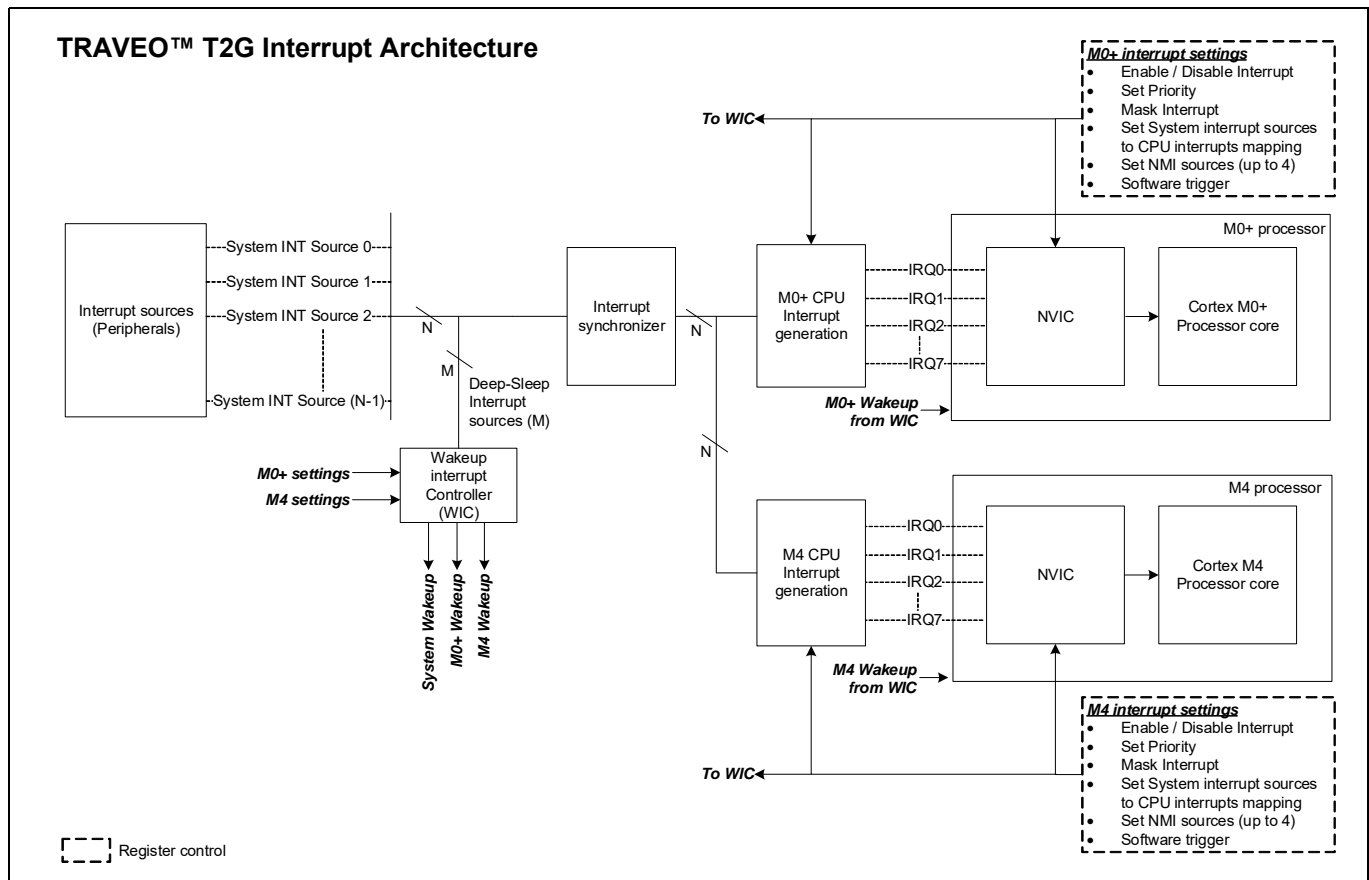 TRAVEO™ T2G Interrupt Architecture
M0+ interrupt settings
• Enable / Disable Interrupt
• Set Priority
• Mask Interrupt
• Set System interrupt sources
to CPU interrupts mapping
• Set NMI sources (up to 4)
• Software trigger
To WIC
Interrupt sources
(Peripherals)
System INT Source 0
System INT Source 1
System INT Source 2
System INT Source (N-1)
N
M
Deep-Sleep
Interrupt
sources (M)
Interrupt
synchronizer
N
N
M0+ CPU
Interrupt
generation
IRQ0
IRQ1
IRQ2
IRQ7
M0+ processor
NVIC
Cortex M0+
Processor core
M0+ Wakeup
from WIC
M0+ settings
M4 settings
Wakeup
interrupt
Controller
(WIC)
System Wakeup
M0+ Wakeup
M4 Wakeup
M4 CPU
Interrupt
generation
IRQ0
IRQ1
IRQ2
IRQ7
M4 processor
NVIC
Cortex M4
Processor core
M4 Wakeup
from WIC
To WIC
M4 interrupt settings
• Enable / Disable Interrupt
• Set Priority
• Mask Interrupt
• Set System interrupt sources
to CPU interrupts mapping
• Set NMI sources (up to 4)
• Software trigger
Register control